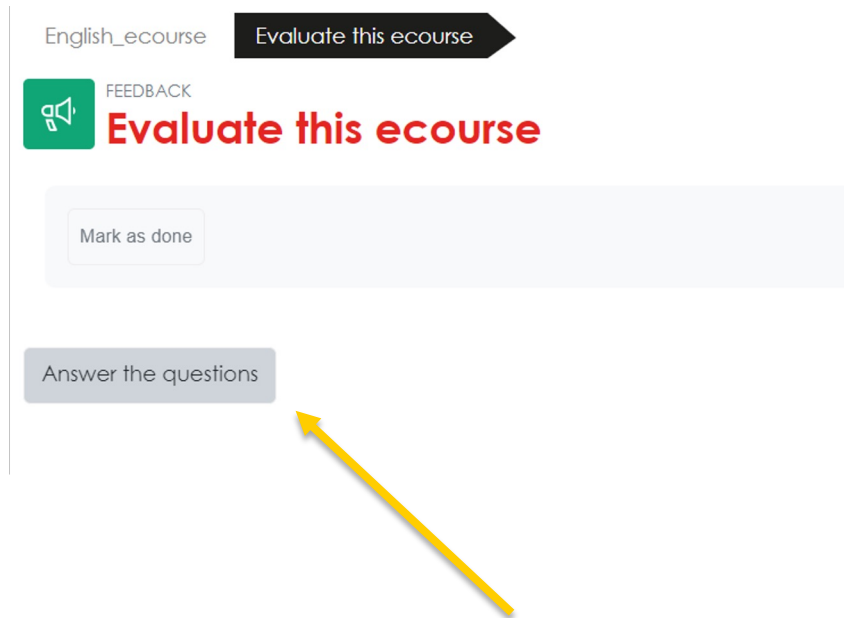 English_ecourse Evaluate this ecourse
FEEDBACK
Evaluate this ecourse
Mark as done
Answer the questions